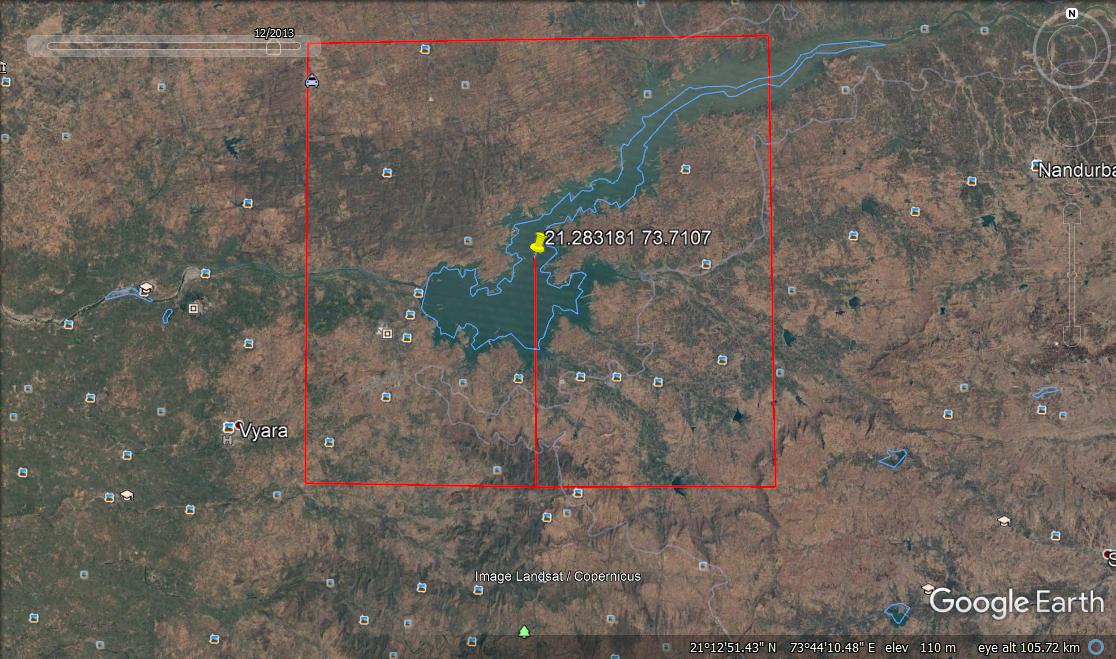 12/2013
N
Nandurba
21.283181 73.7107
Vyara
H
S
Image Landsat / Copernicus
Google Earth
21°12'51.43" N 73°44'10.48" E elev 110 m eye alt 105.72 km